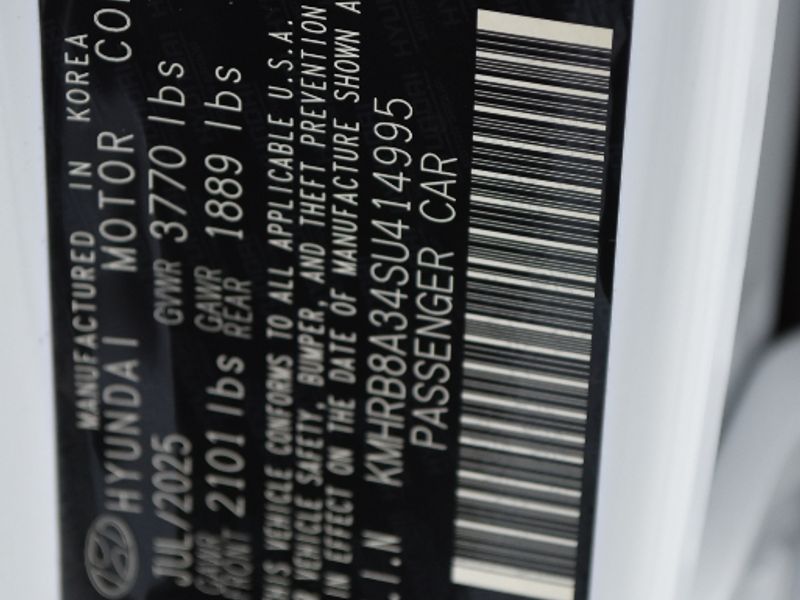 MANUFACTURED IN KOREA
HYUNDAI MOTOR
JUL/2025 GVWR 3770 lbs
GAWR FRONT 2101 lbs GAWR REAR 1889 lbs
THIS VEHICLE CONFORMS TO ALL APPLICABLE U.S.A.
VEHICLE SAFETY, BUMPER, AND THEFT PREVENTION
IN EFFECT ON THE DATE OF MANUFACTURE SHOWN
.I.N KMHRB8A34SU414995
PASSENGER CAR